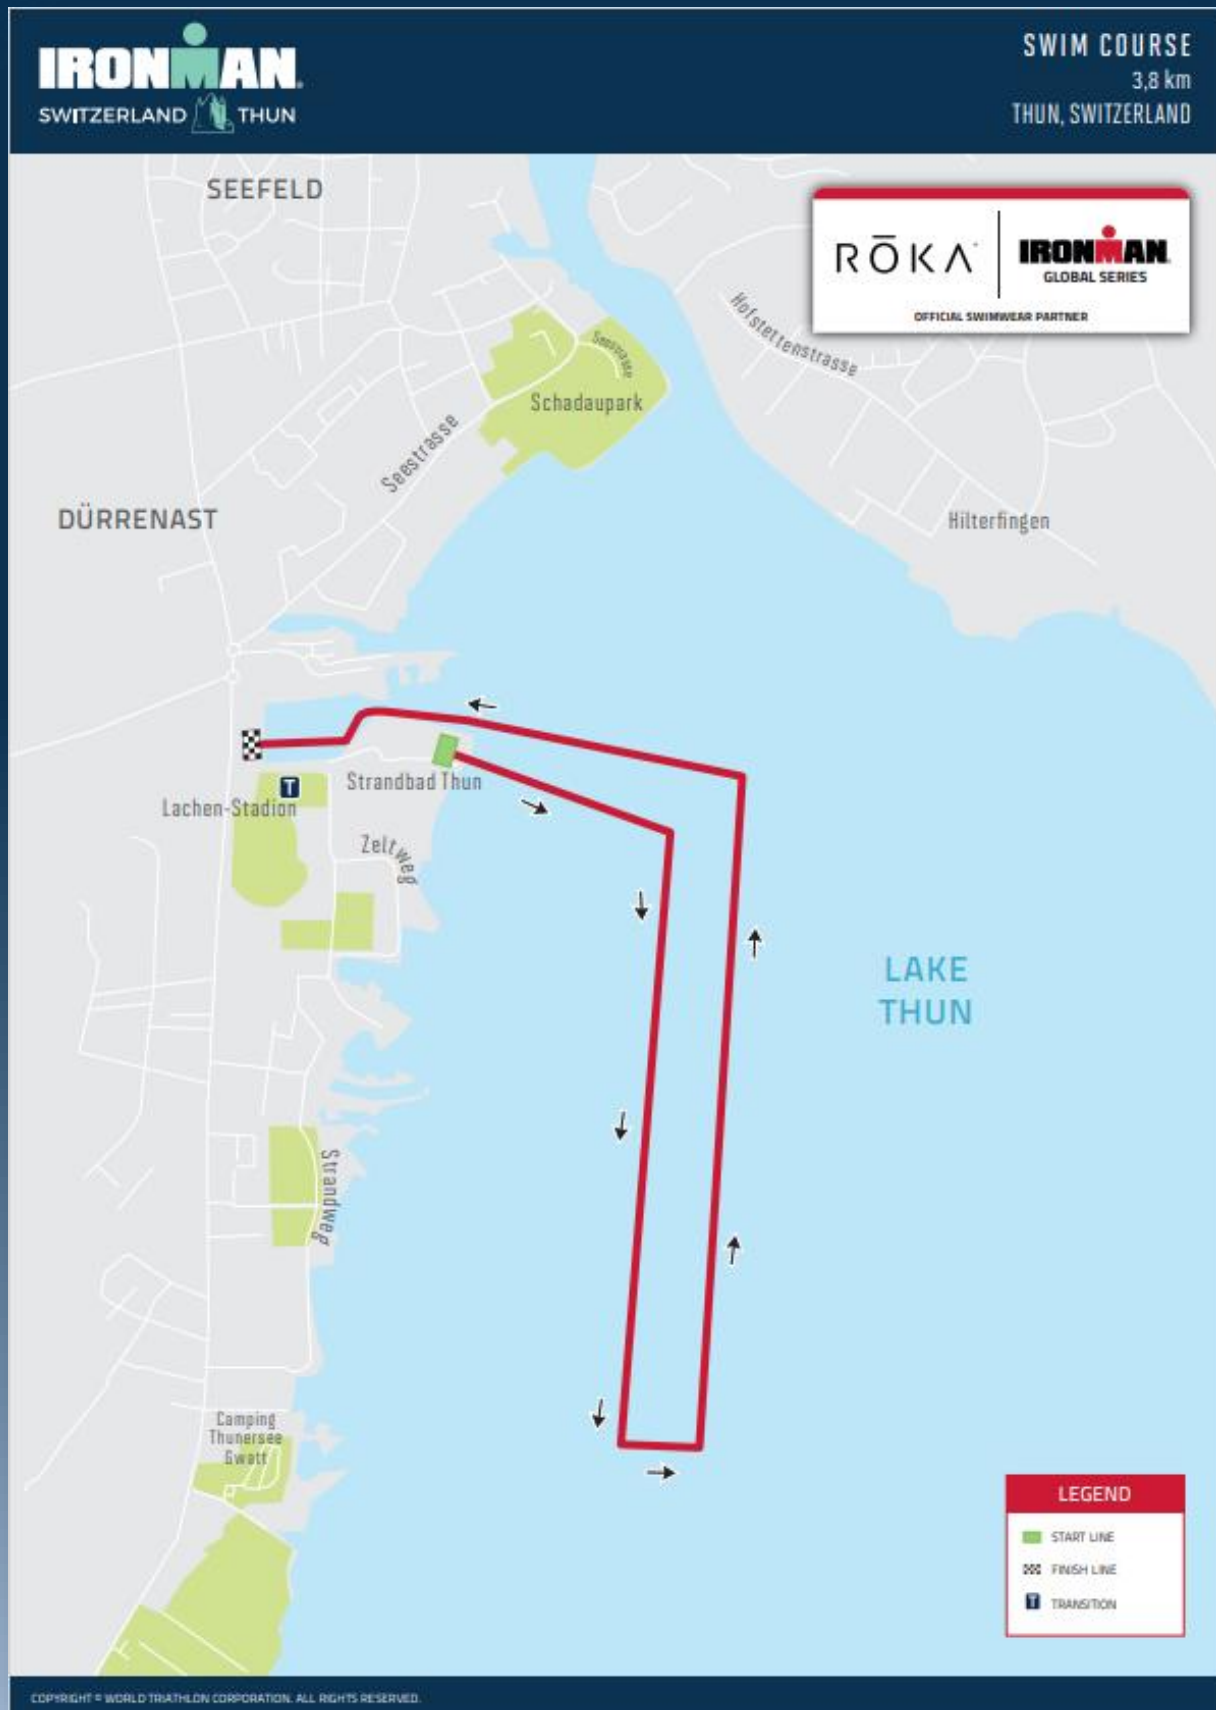 IRONMAN
SWITZERLAND THUN
SWIM COURSE
3,8 km
THUN, SWITZERLAND
SEEFELD
RŌKA
IRONMAN
GLOBAL SERIES
OFFICIAL SWIMWEAR PARTNER
Hofstettenstrasse
Seestrasse
Schadaupark
Seestrasse
DÜRRENAST
Hilterfingen
T
Strandbad Thun
Lachen-Stadion
Zeltweg
LAKE
THUN
Strandweg
Camping
Thunersee
Gwatt
LEGEND
START LINE
FINISH LINE
T TRANSITION
COPYRIGHT © WORLD TRIATHLON CORPORATION. ALL RIGHTS RESERVED.